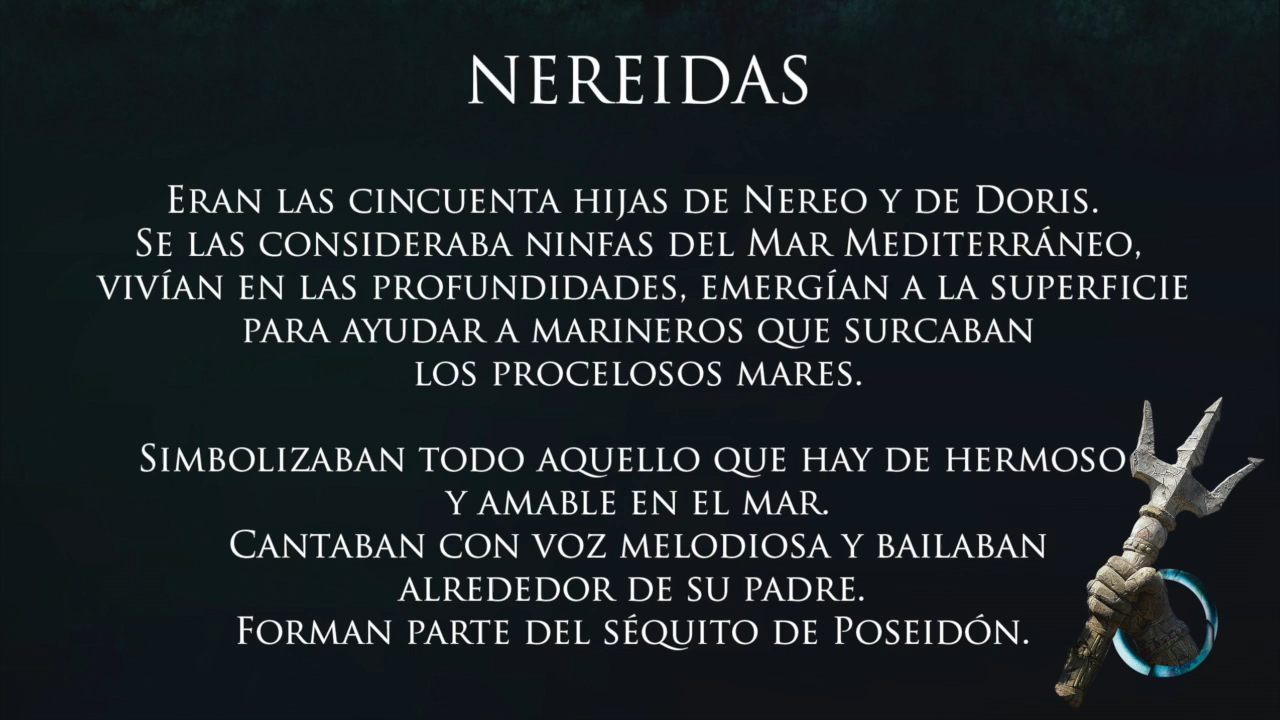 NEREIDAS
Eran las cincuenta hijas de Nereo y de Doris.
Se las consideraba ninfas del Mar Mediterráneo,
vivían en las profundidades, emergían a la superficie
para ayudar a marineros que surcaban
los procelosos mares.
Simbolizaban todo aquello que hay de hermoso
y amable en el mar.
Cantaban con voz melodiosa y bailaban
alrededor de su padre.
Forman parte del séquito de Poseidón.